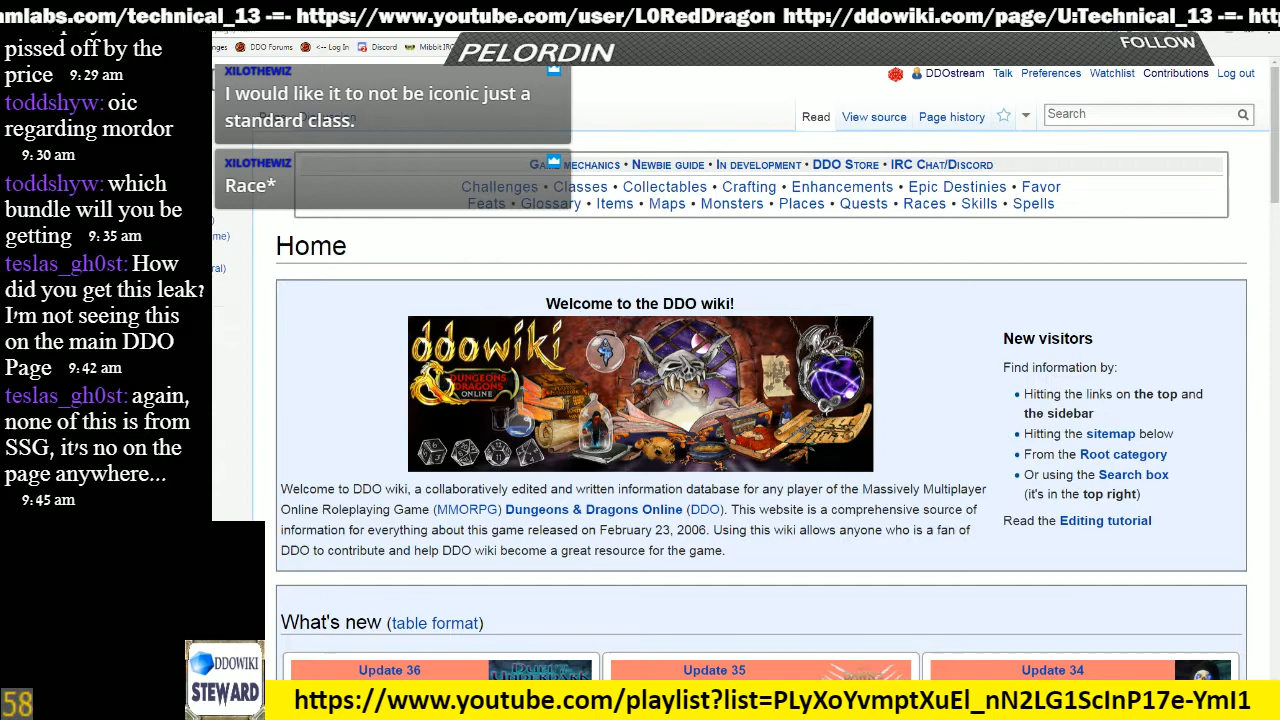 mlabs.com/technical_13 -=- https://www.youtube.com/user/L0RedDragon http://ddowiki.com/page/U:Technical_13 -=- http
pissed off by the
price 9:29 am
toddshyw: oic
regarding mordor
9:30 am
toddshyw: which
bundle will you be
getting 9:35 am
teslas_gh0st: How
did you get this leak?
I'm not seeing this
on the main DDO
Page 9:42 am
teslas_gh0st: again,
none of this is from
SSG, it's no on the
page anywhere...
9:45 am
DDO Forums <-- Log In Discord Mibbit
PELORDIN
FOLLOW
XILOTHEWIZ
I would like it to not be iconic just a
standard class.
XILOTHEWIZ
Race*
DDOstream Talk Preferences Watchlist Contributions Log out
Read View source Page history Search
Game mechanics • Newbie guide • In development • DDO Store • IRC Chat/Discord
Challenges • Classes • Collectables • Crafting • Enhancements • Epic Destinies • Favor
Feats • Glossary • Items • Maps • Monsters • Places • Quests • Races • Skills • Spells
Home
Welcome to the DDO wiki!
ddowiki
DUNGEONS & DRAGONS ONLINE
Welcome to DDO wiki, a collaboratively edited and written information database for any player of the Massively Multiplayer
Online Roleplaying Game (MMORPG) Dungeons & Dragons Online (DDO). This website is a comprehensive source of
information for everything about this game released on February 23, 2006. Using this wiki allows anyone who is a fan of
DDO to contribute and help DDO wiki become a great resource for the game.
New visitors
Find information by:
• Hitting the links on the top and
the sidebar
• Hitting the sitemap below
• From the Root category
• Or using the Search box
(it's in the top right)
Read the Editing tutorial
What's new (table format)
Update 36
Update 35
Update 34
DDOWIKI
STEWARD
58
https://www.youtube.com/playlist?list=PLyXoYvmptXuEl_nN2LG1ScInP17e-YmI1